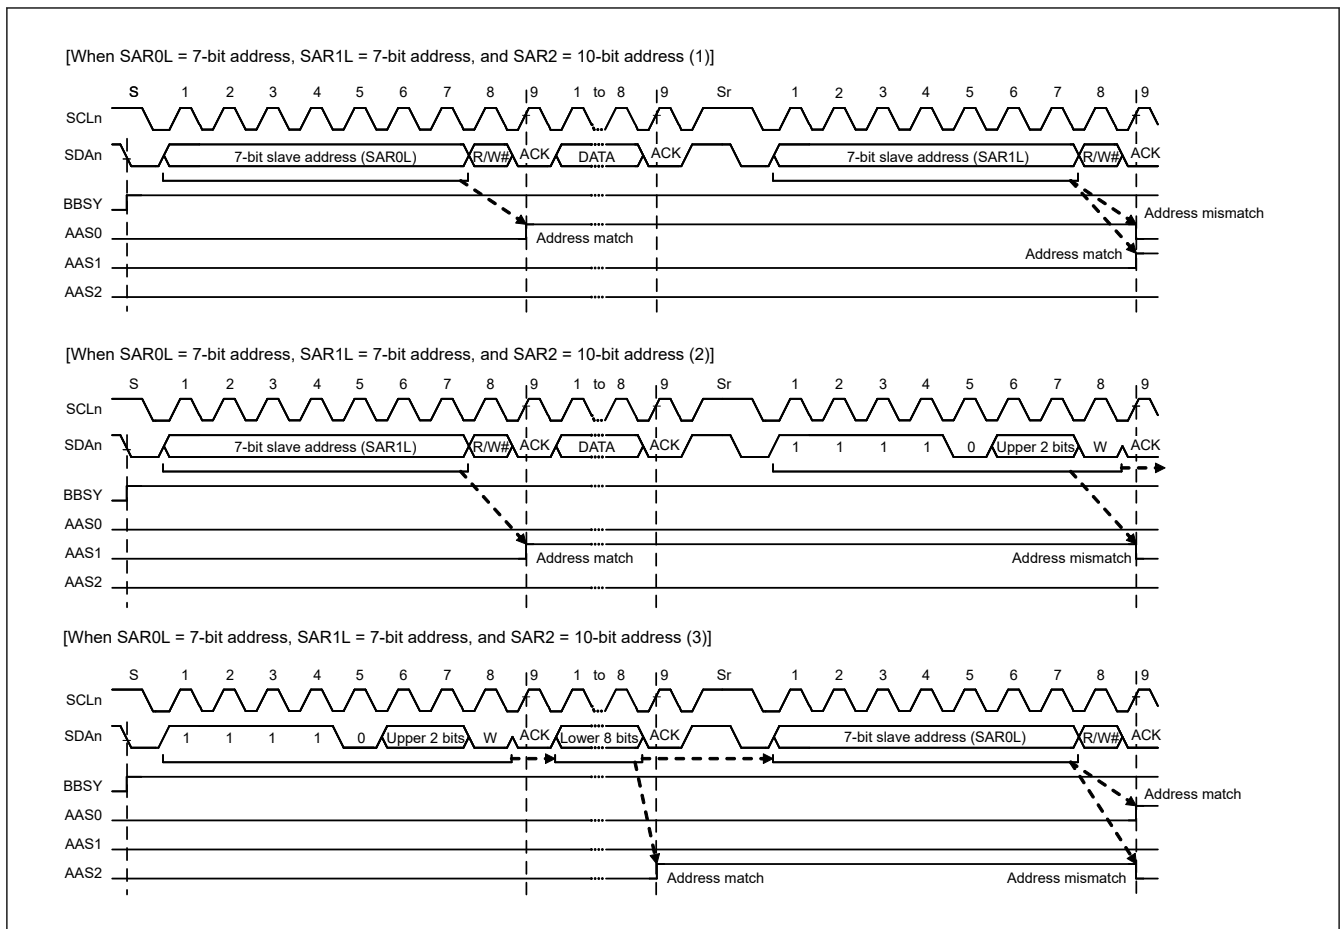 [When SAR0L = 7-bit address, SAR1L = 7-bit address, and SAR2 = 10-bit address (1)]
S 1 2 3 4 5 6 7 8 9 1 to 8 9 Sr 1 2 3 4 5 6 7 8 9
SCLn
SDAn 7-bit slave address (SAR0L) R/W# ACK DATA ACK 7-bit slave address (SAR1L) R/W# ACK
BBSY
Address mismatch
AAS0 Address match
AAS1 Address match
AAS2
[When SAR0L = 7-bit address, SAR1L = 7-bit address, and SAR2 = 10-bit address (2)]
S 1 2 3 4 5 6 7 8 9 1 to 8 9 Sr 1 2 3 4 5 6 7 8 9
SCLn
SDAn 7-bit slave address (SAR1L) R/W# ACK DATA ACK 1 1 1 1 0 Upper 2 bits W ACK
BBSY
AAS0
AAS1 Address match Address mismatch
AAS2
[When SAR0L = 7-bit address, SAR1L = 7-bit address, and SAR2 = 10-bit address (3)]
S 1 2 3 4 5 6 7 8 9 1 to 8 9 Sr 1 2 3 4 5 6 7 8 9
SCLn
SDAn 1 1 1 1 0 Upper 2 bits W ACK Lower 8 bits ACK 7-bit slave address (SAR0L) R/W# ACK
BBSY
Address match
AAS0
AAS1
AAS2 Address match Address mismatch